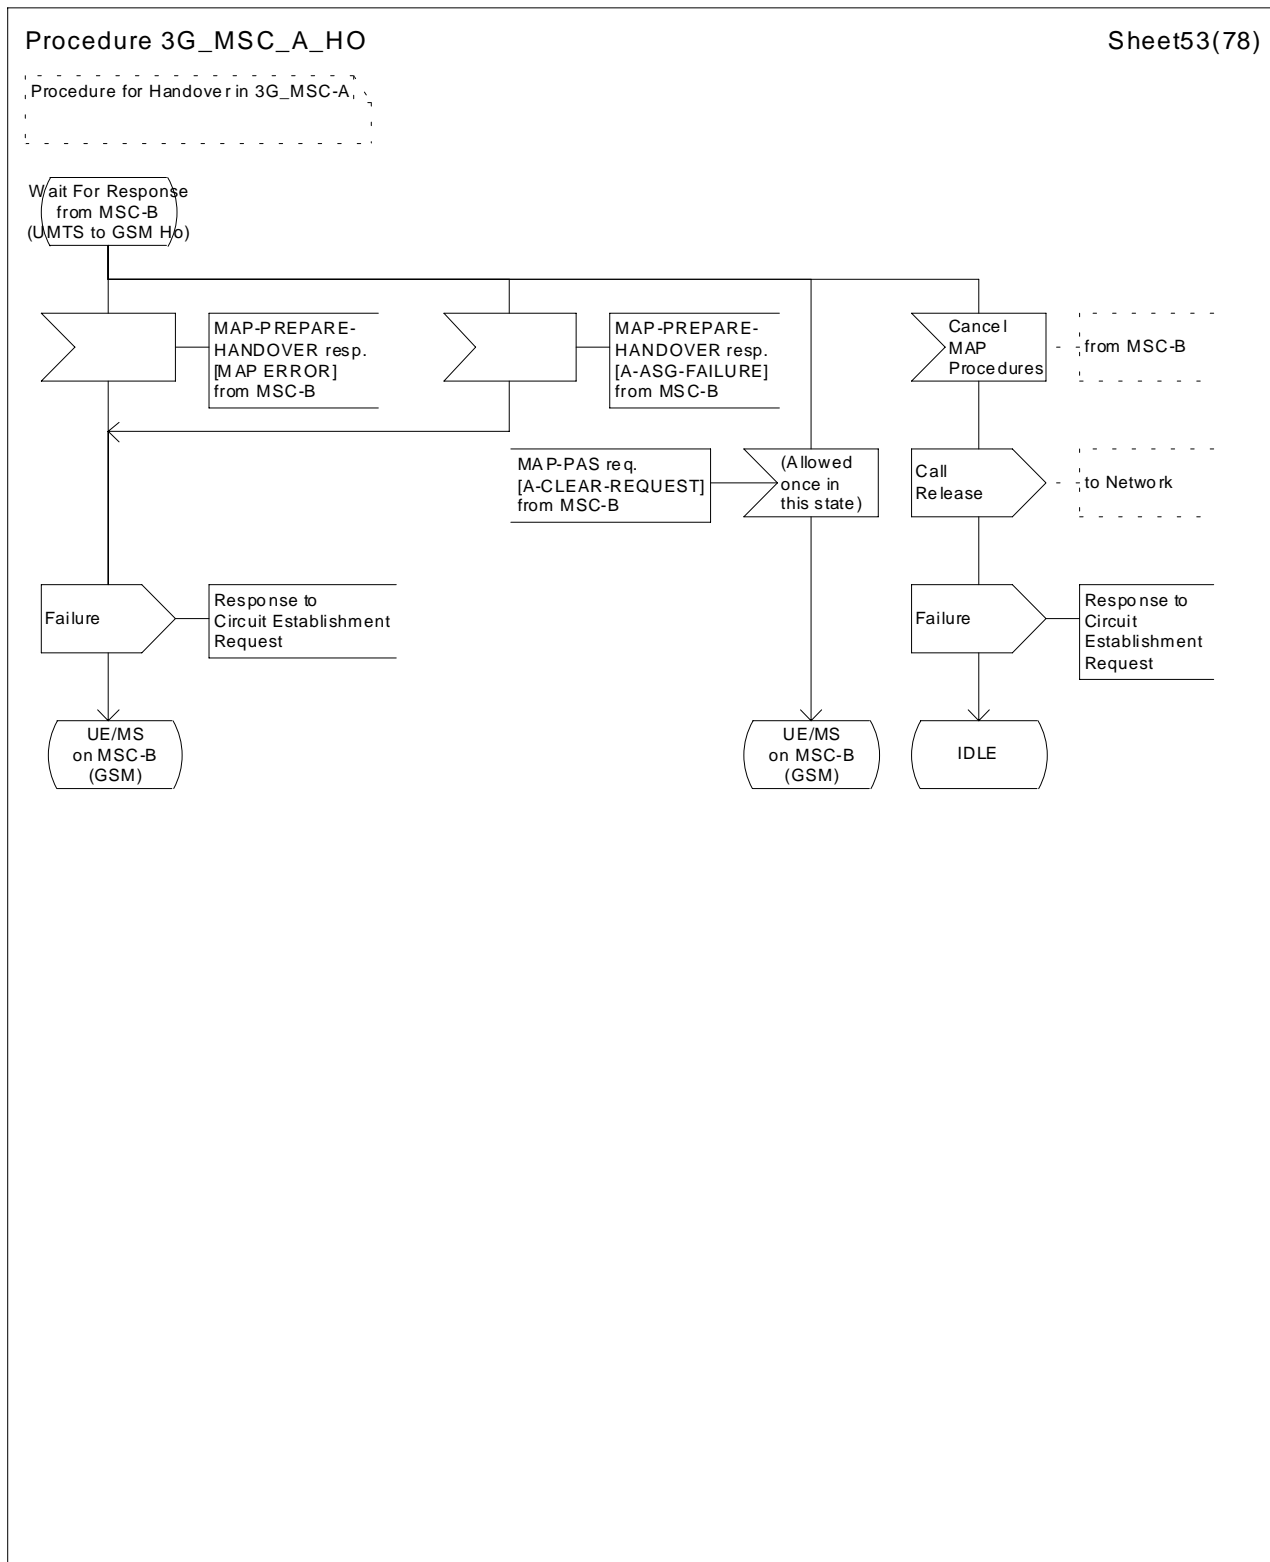 Procedure 3G_MSC_A_HO
Sheet53(78)
Procedure for Handover in 3G_MSC-A
Wait For Response
from MSC-B
(UMTS to GSM Ho)
MAP-PREPARE-
HANDOVER resp.
[MAP ERROR]
from MSC-B
MAP-PREPARE-
HANDOVER resp.
[A-ASG-FAILURE]
from MSC-B
Cancel
MAP
Procedures
from MSC-B
MAP-PAS req.
[A-CLEAR-REQUEST]
from MSC-B
(Allowed
once in
this state)
Call
Release
to Network
Failure
Response to
Circuit Establishment
Request
Failure
Response to
Circuit
Establishment
Request
UE/MS
on MSC-B
(GSM)
UE/MS
on MSC-B
(GSM)
IDLE